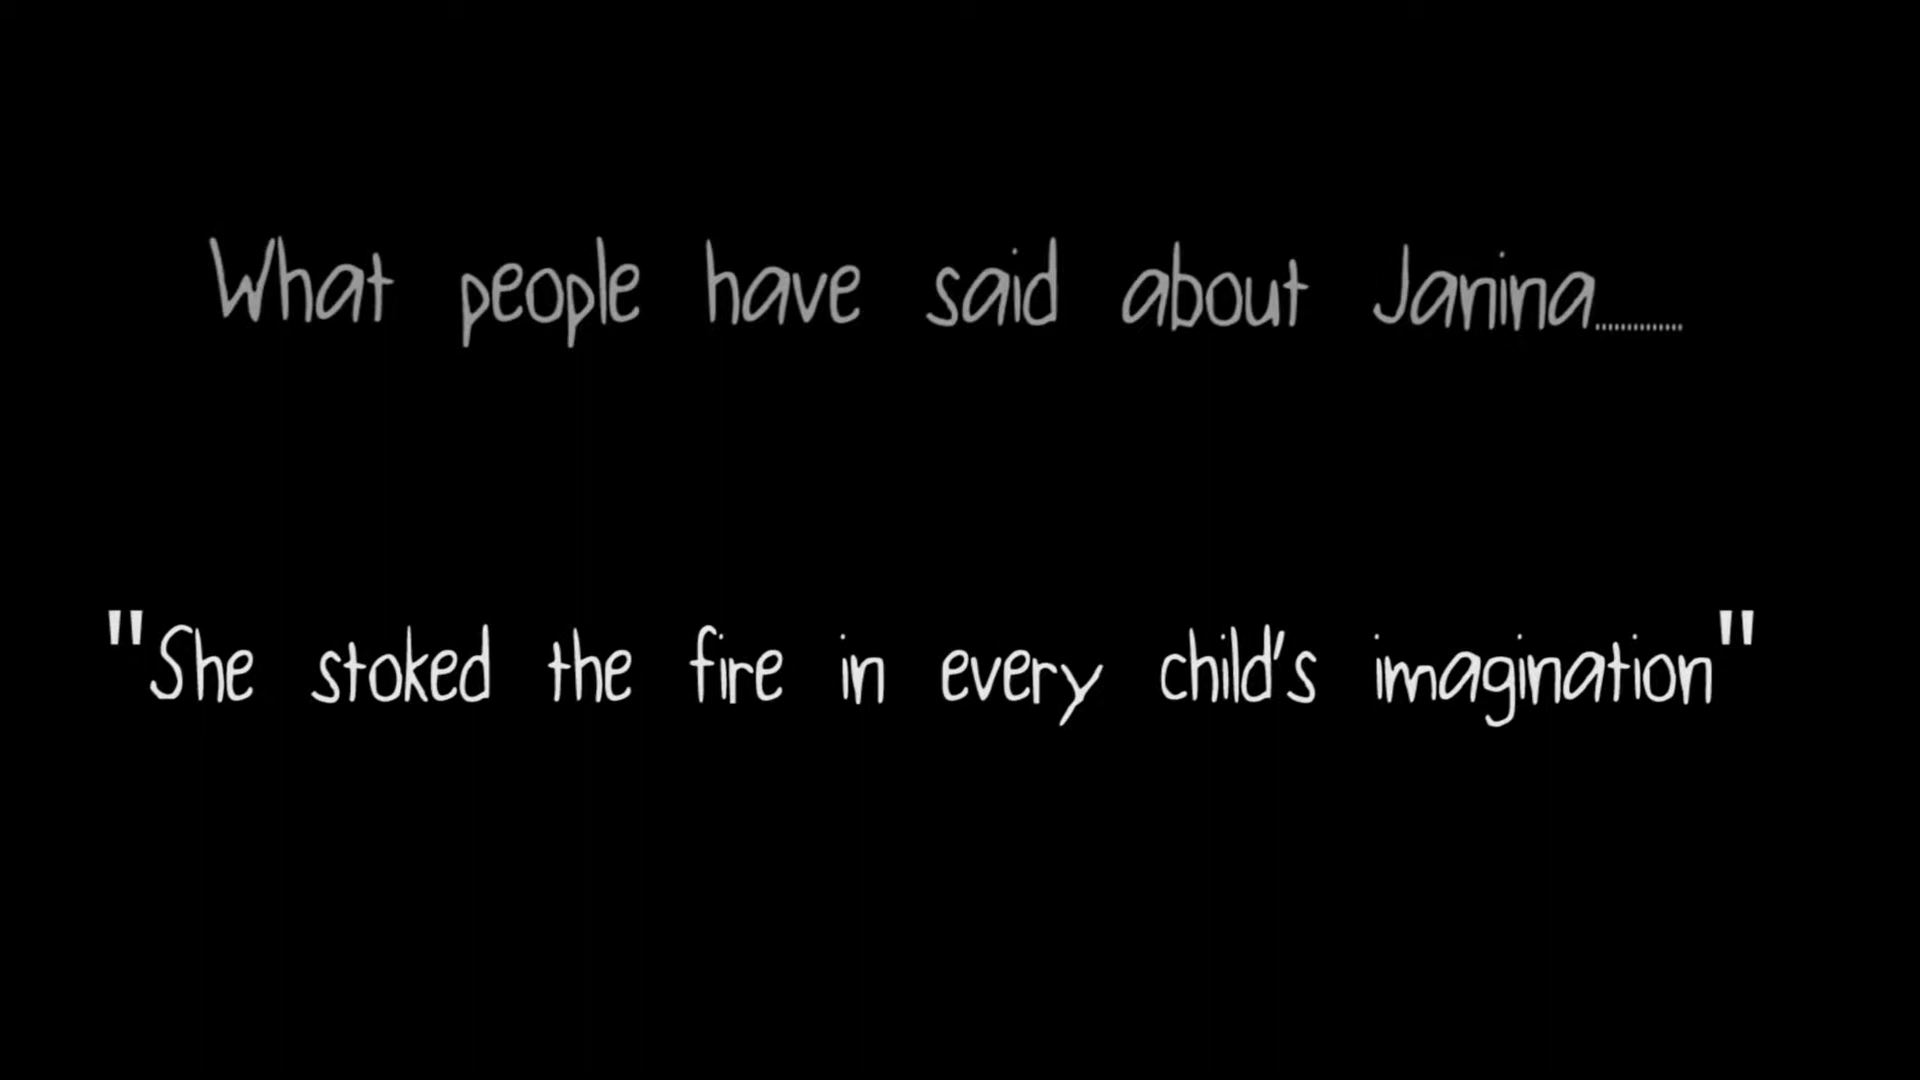 What people have said about Janina..............
"She stoked the fire in every child's imagination"